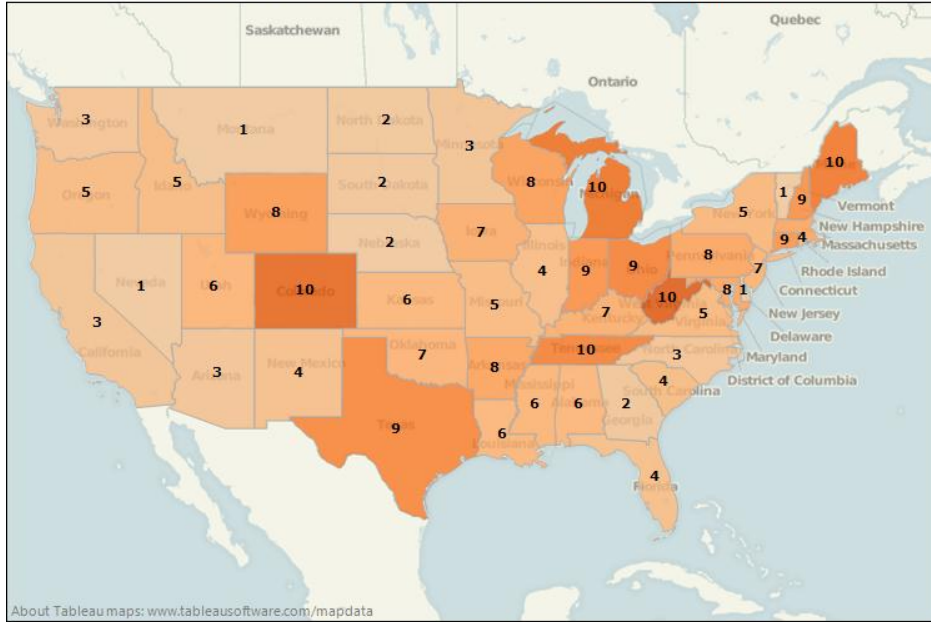 Quebec
Saskatchewan
Ontario
3
Washington
1
Montana
2
North Dakota
3
Minnesota
10
5
Oregon
5
Idaho
2
South Dakota
8
Wisconsin
10
Michigan
1
9
Vermont
8
Wyoming
5
New York
New Hampshire
9
4
Massachusetts
7
Iowa
2
Nebraska
8
Pennsylvania
7
Rhode Island
Connecticut
1
Nevada
6
Utah
10
Colorado
4
Illinois
9
Indiana
9
Ohio
8
1
New Jersey
6
Kansas
5
Missouri
10
West Virginia
5
Virginia
Delaware
3
California
7
Kentucky
Maryland
3
Arizona
4
New Mexico
7
Oklahoma
10
Tennessee
3
North Carolina
District of Columbia
8
Arkansas
6
Mississippi
6
Alabama
2
Georgia
4
South Carolina
9
Texas
6
Louisiana
4
Florida
About Tableau maps: www.tableausoftware.com/mapdata